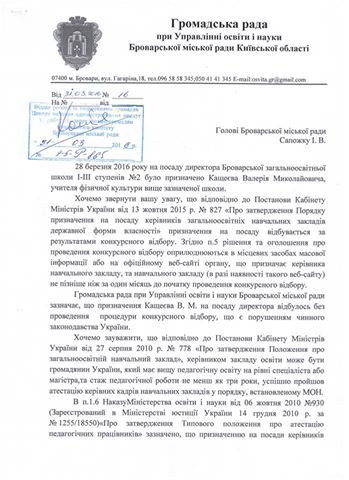 Громадська рада
при Управлінні освіти і науки
Броварської міської ради Київської області
07400 м. Бровари, вул. Гагаріна,18, тел.096 58 58 345;050 41 41 345 E-mail:osvita.gr@gmail.com
Від 31.03.16 № 16
На № від
Голові Броварської міської ради
Сапожку І. В.
28 березня 2016 року на посаду директора Броварської загальноосвітньої
школи І-ІІІ ступенів №2 було призначено Кащеєва Валерія Миколайовича,
учителя фізичної культури вище зазначеної школи.
Хочемо звернути вашу увагу, що відповідно до Постанови Кабінету
Міністрів України від 13 жовтня 2015 р. № 827 «Про затвердження Порядку
призначення на посаду керівників загальноосвітніх навчальних закладів
державної форми власності» призначення на посаду відбувається за
результатами конкурсного відбору. Згідно п.5 рішення та оголошення про
проведення конкурсного відбору оприлюднюються в місцевих засобах масової
інформації або на офіційному веб-сайті органу, що призначає керівника
навчального закладу, та навчального закладу (в разі наявності такого веб-сайту)
не пізніше ніж за один місяць до початку проведення конкурсного відбору.
Громадська рада при Управлінні освіти і науки Броварської міської ради
зазначає, що призначення Кащеєва В. М. на посаду директора відбулось без
проведення процедури конкурсного відбору, що є порушенням чинного
законодавства України.
Хочемо зауважити, що відповідно до Постанови Кабінету Міністрів
України від 27 серпня 2010 р. № 778 «Про затвердження Положення про
загальноосвітній навчальний заклад», керівником закладу освіти може бути
громадянин України, який має вищу педагогічну освіту на рівні спеціаліста або
магістра,та стаж педагогічної роботи не менш як три роки, успішно пройшов
атестацію керівних кадрів навчальних закладів у порядку, встановленому МОН.
В п.1.6 НаказуМіністерства освіти і науки від 06 жовтня 2010 №930
(Зареєстрований в Міністерстві юстиції України 14 грудня 2010 р. за
№ 1255/18550)«Про затвердження Типового положення про атестацію
педагогічних працівників» зазначено, що призначенню на посади керівників